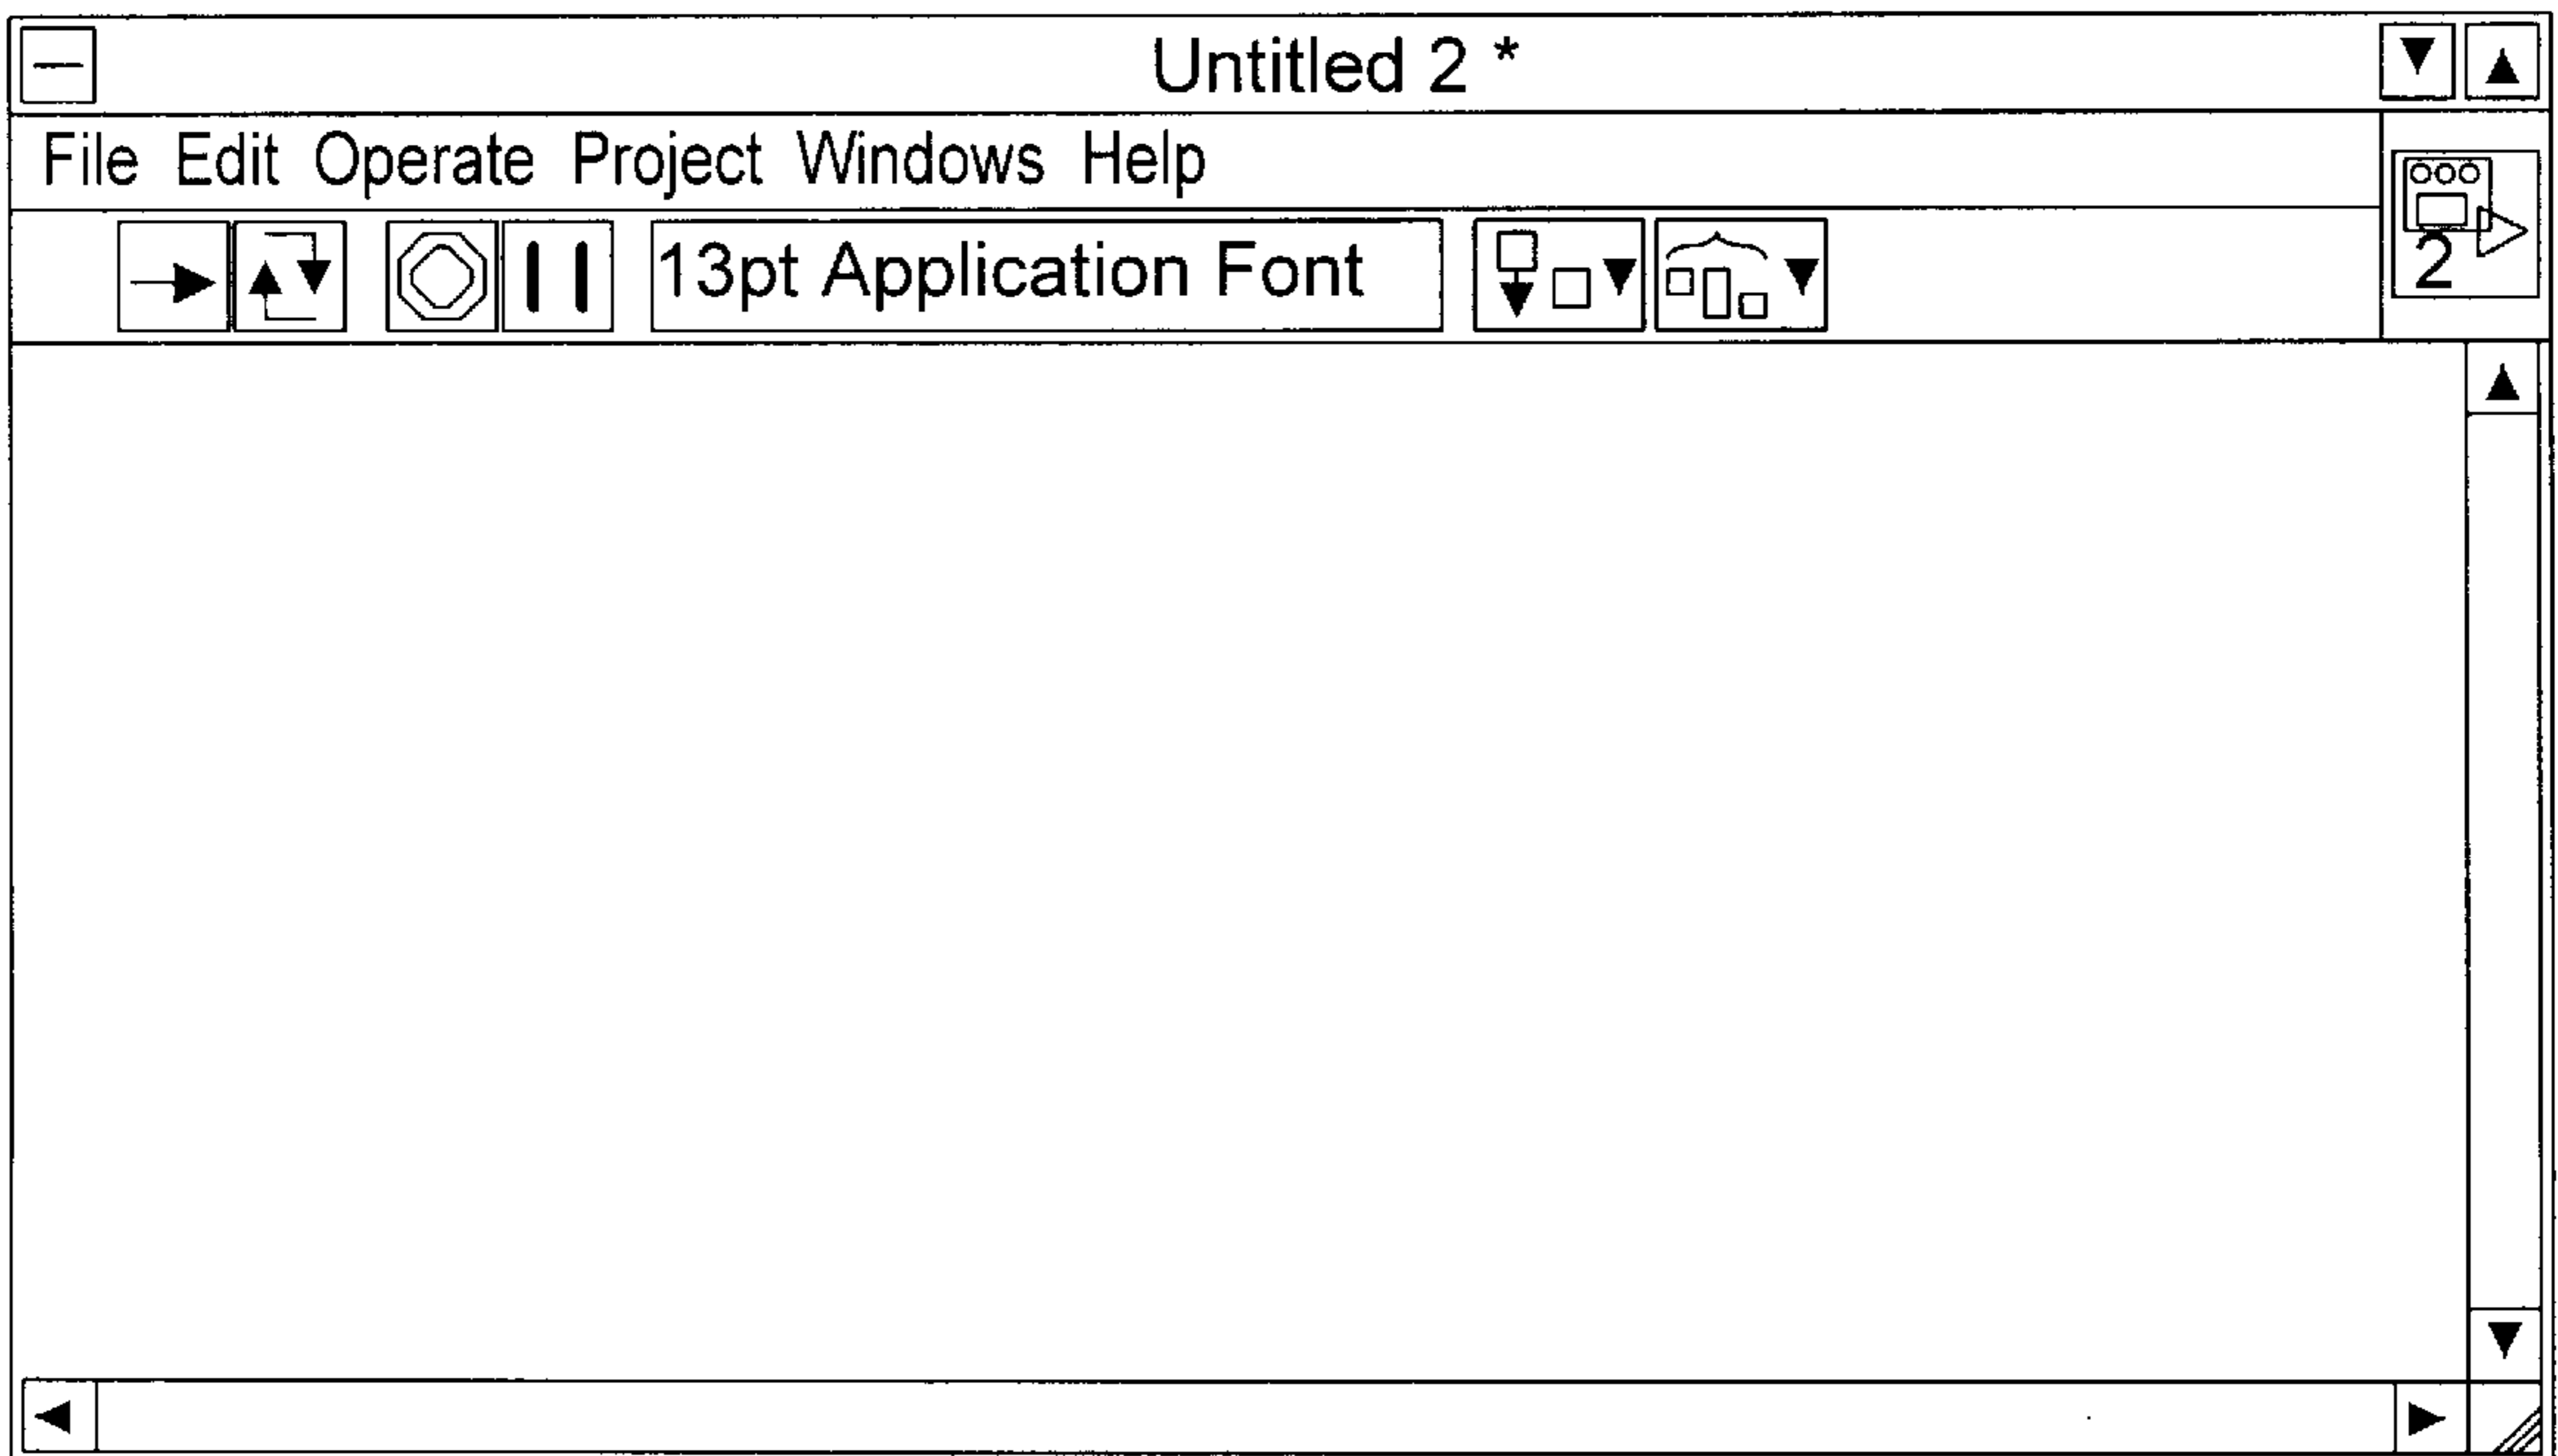 Untitled 2 *
File Edit Operate Project Windows Help
13pt Application Font
2